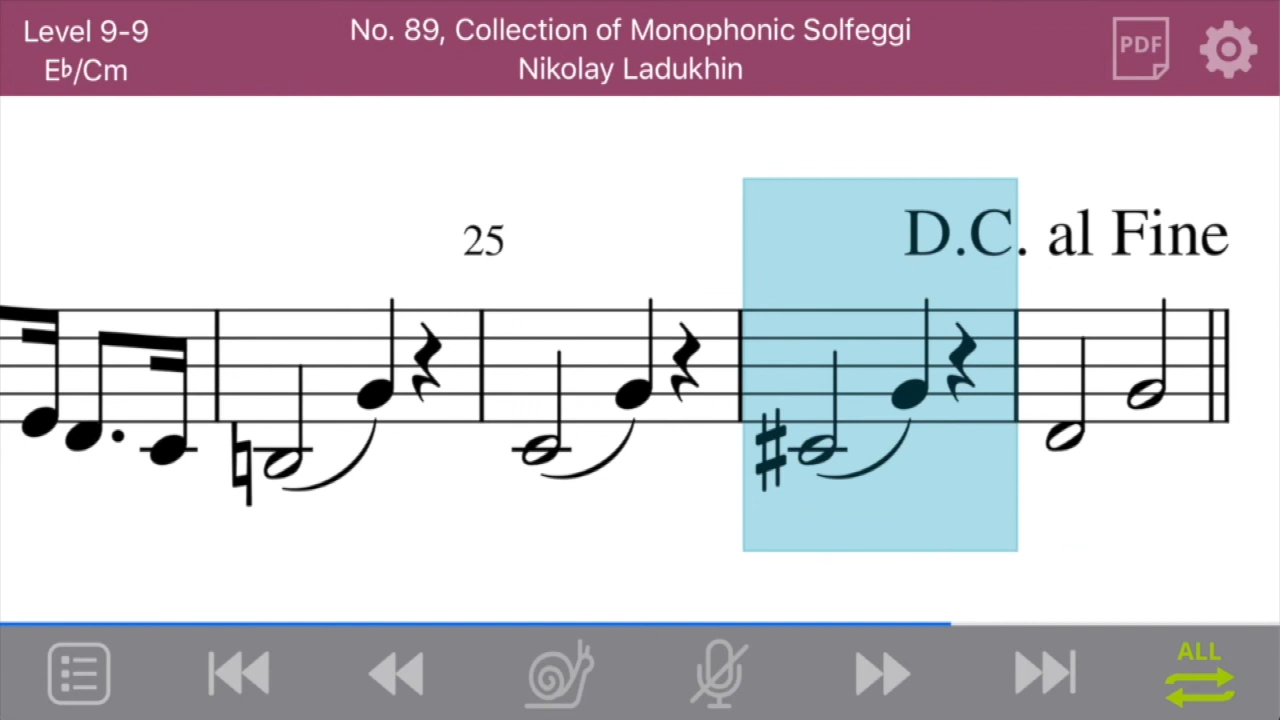 Level 9-9
E♭/Cm
No. 89, Collection of Monophonic Solfeggi
Nikolay Ladukhin
PDF
25
D.C. al Fine
ALL